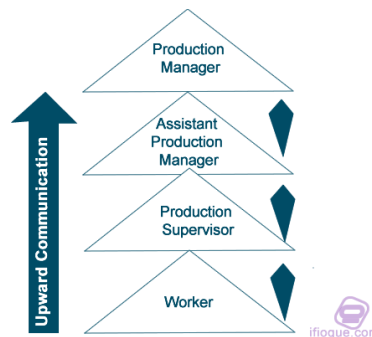 Production
Manager
Assistant
Production
Manager
Production
Supervisor
Worker
Upward Communication
ifioque.com